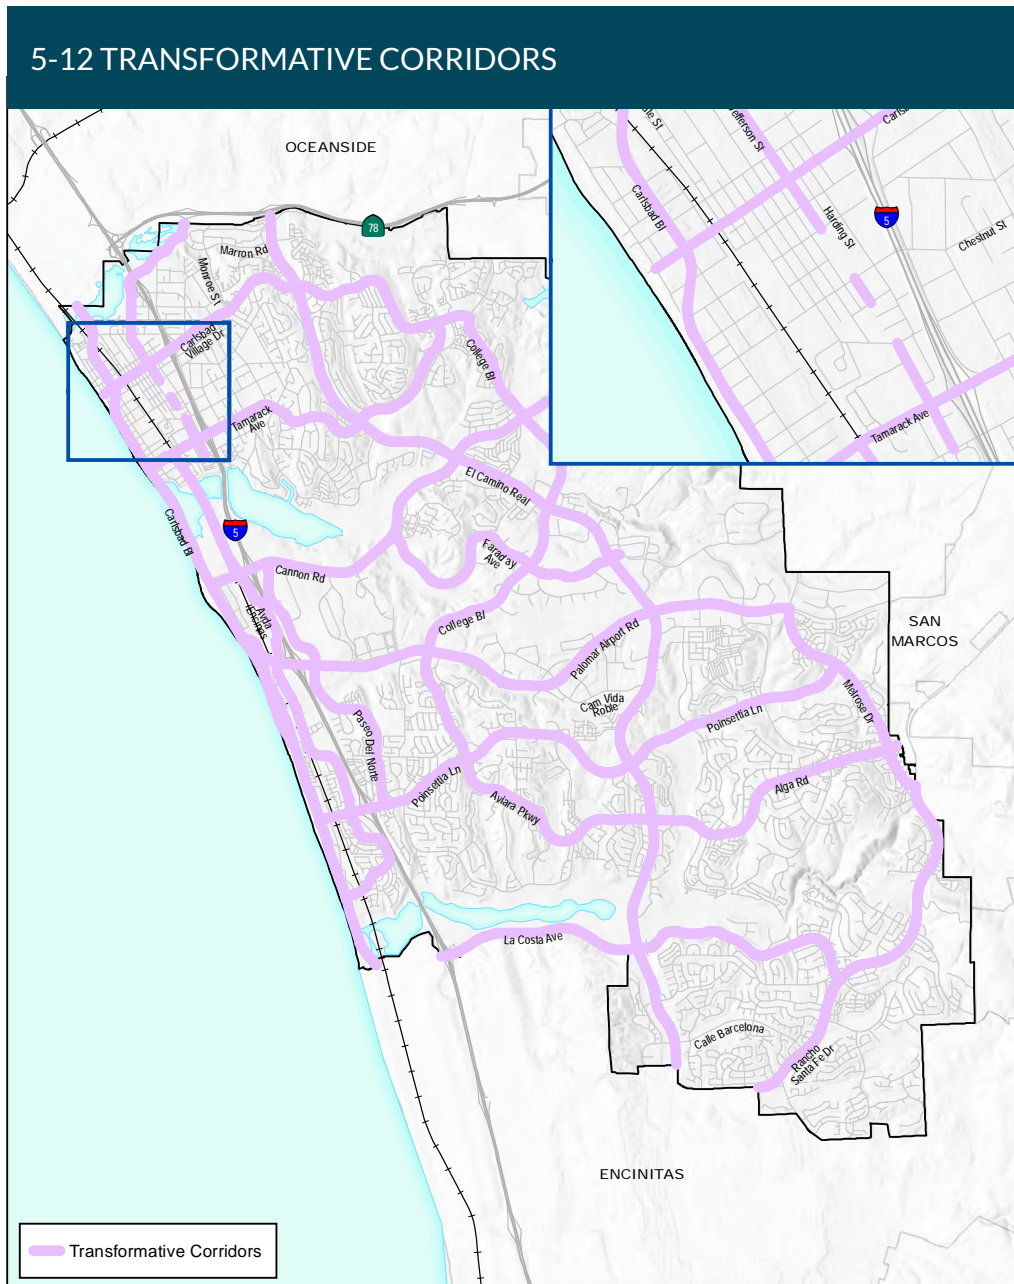 5-12 TRANSFORMATIVE CORRIDORS
OCEANSIDE
78
Marron Rd
Monroe St
Carlsbad
Village Dr
College Bl
Tamarack
Ave
El Camino Real
Carlsbad Bl
5
Faraday
Ave
Cannon Rd
Avda
Encinas
College Bl
Palomar Airport Rd
Cam Vida
Roble
SAN
MARCOS
Melrose Dr
Poinsettia Ln
Paseo Del Norte
Poinsettia Ln
Aviara Pkwy
Alga Rd
La Costa Ave
Calle Barcelona
Rancho
Santa Fe Dr
ENCINITAS
Jefferson St
Carlsbad Bl
Harding St
5
Chestnut St
Tamarack Ave
Transformative Corridors